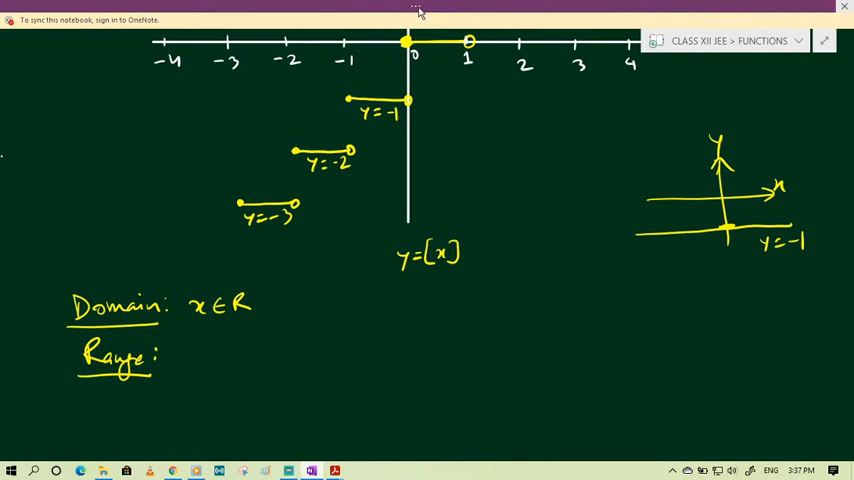 ...
To sync this notebook, sign in to OneNote.
CLASS XII JEE > FUNCTIONS
-4 -3 -2 -1 0 1 2 3 4
y=-1
y=-2
y=-3
y
x
y=-1
y=[x]
Domain: x∈R
Range:
ENG 3:37 PM